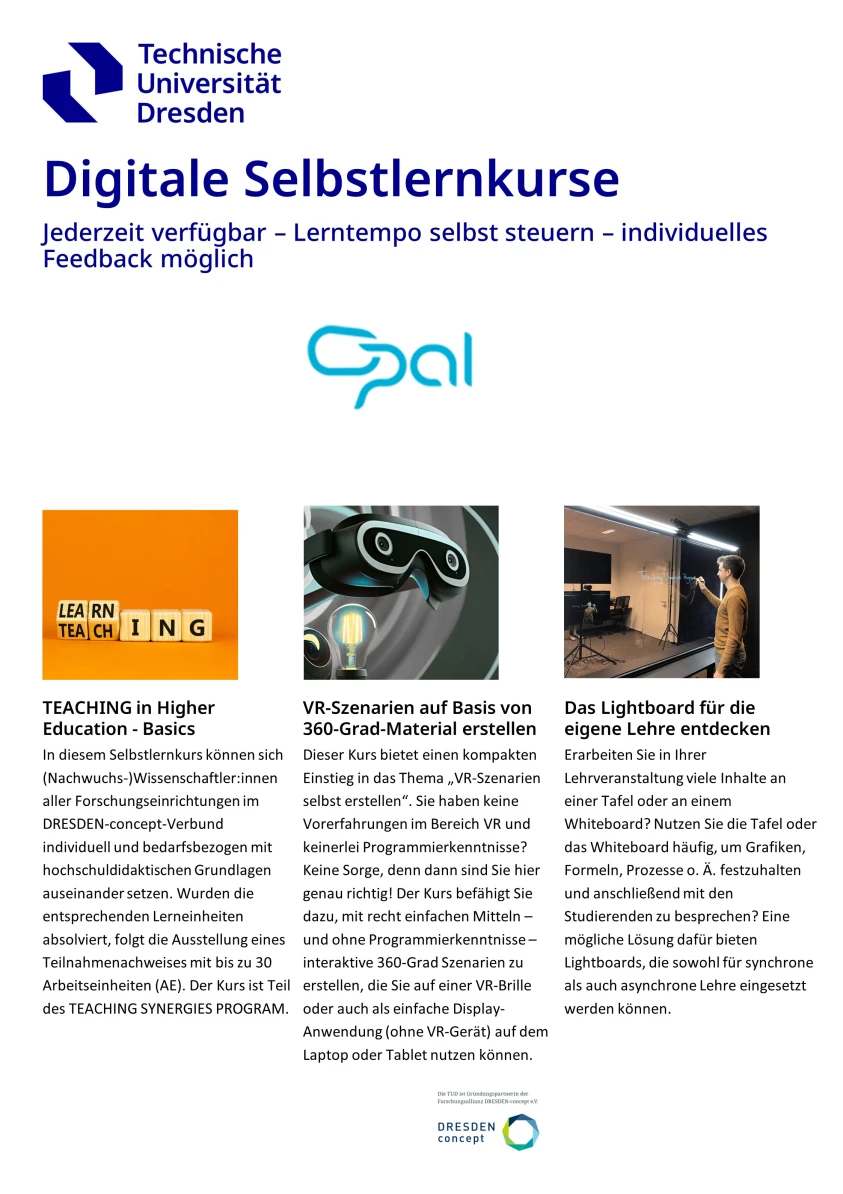 Technische
Universität
Dresden
Digitale Selbstlernkurse
Jederzeit verfügbar – Lerntempo selbst steuern – individuelles
Feedback möglich
Opal
LEARN
TEACH
ING
TEACHING in Higher
Education - Basics
In diesem Selbstlernkurs können sich
(Nachwuchs-)Wissenschaftler:innen
aller Forschungseinrichtungen im
DRESDEN-concept-Verbund
individuell und bedarfsbezogen mit
hochschuldidaktischen Grundlagen
auseinander setzen. Wurden die
entsprechenden Lerneinheiten
absolviert, folgt die Ausstellung eines
Teilnahmenachweises mit bis zu 30
Arbeitseinheiten (AE). Der Kurs ist Teil
des TEACHING SYNERGIES PROGRAM.
VR-Szenarien auf Basis von
360-Grad-Material erstellen
Dieser Kurs bietet einen kompakten
Einstieg in das Thema „VR-Szenarien
selbst erstellen“. Sie haben keine
Vorerfahrungen im Bereich VR und
keinerlei Programmierkenntnisse?
Keine Sorge, denn dann sind Sie hier
genau richtig! Der Kurs befähigt Sie
dazu, mit recht einfachen Mitteln –
und ohne Programmierkenntnisse –
interaktive 360-Grad Szenarien zu
erstellen, die Sie auf einer VR-Brille
oder auch als einfache Display-
Anwendung (ohne VR-Gerät) auf dem
Laptop oder Tablet nutzen können.
Das Lightboard für die
eigene Lehre entdecken
Erarbeiten Sie in Ihrer
Lehrveranstaltung viele Inhalte an
einer Tafel oder an einem
Whiteboard? Nutzen Sie die Tafel oder
das Whiteboard häufig, um Grafiken,
Formeln, Prozesse o. Ä. festzuhalten
und anschließend mit den
Studierenden zu besprechen? Eine
mögliche Lösung dafür bieten
Lightboards, die sowohl für synchrone
als auch asynchrone Lehre eingesetzt
werden können.
Die TUD ist Gründungspartnerin der
Forschungsallianz DRESDEN-concept e.V.
DRESDEN
concept